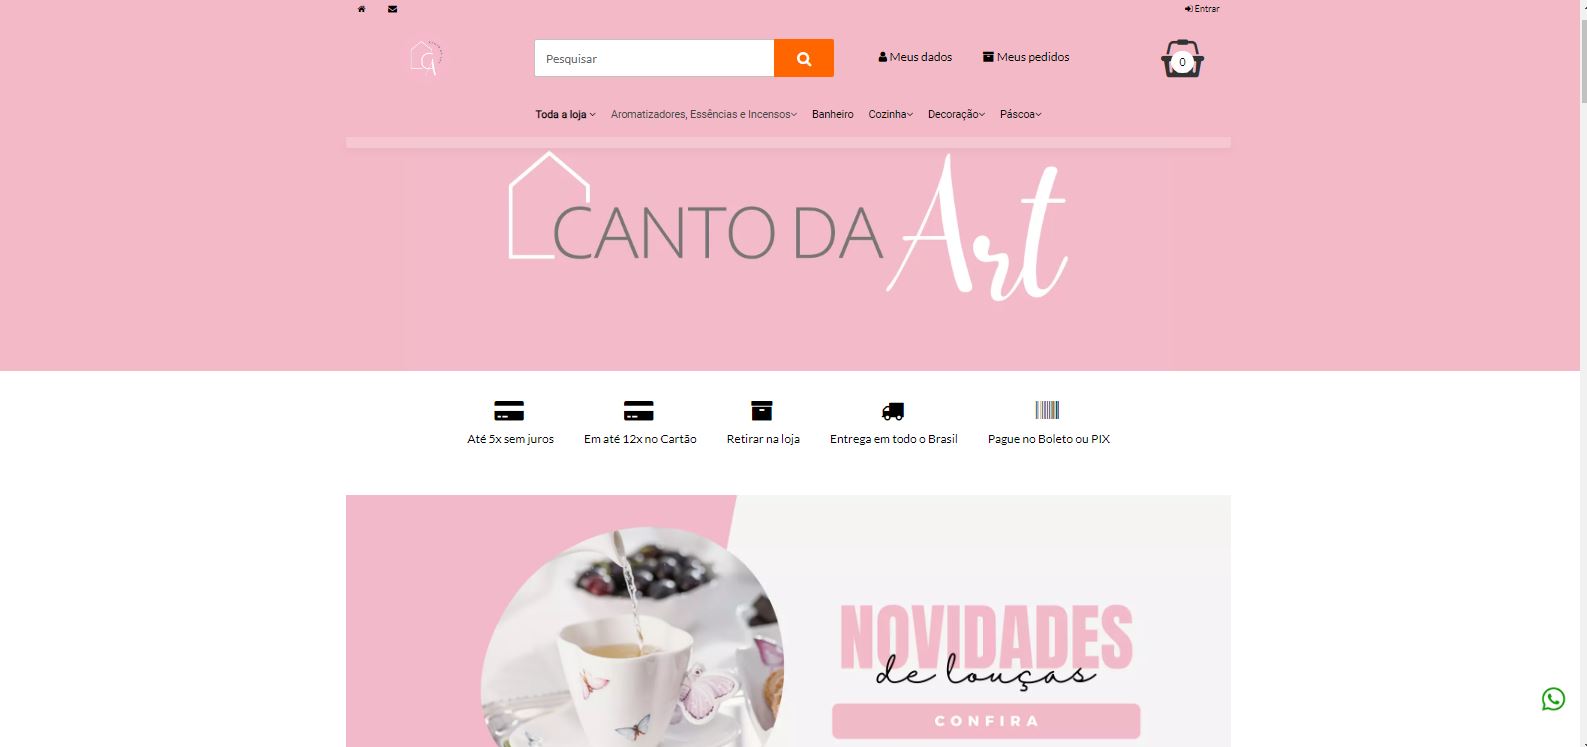 Entrar
Pesquisar
Meus dados
Meus pedidos
0
Toda a loja
Aromatizadores, Essências e Incensos
Banheiro
Cozinha
Decoração
Páscoa
CANTO DA Art
Até 5x sem juros
Em até 12x no Cartão
Retirar na loja
Entrega em todo o Brasil
Pague no Boleto ou PIX
NOVIDADES
de louças
CONFIRA